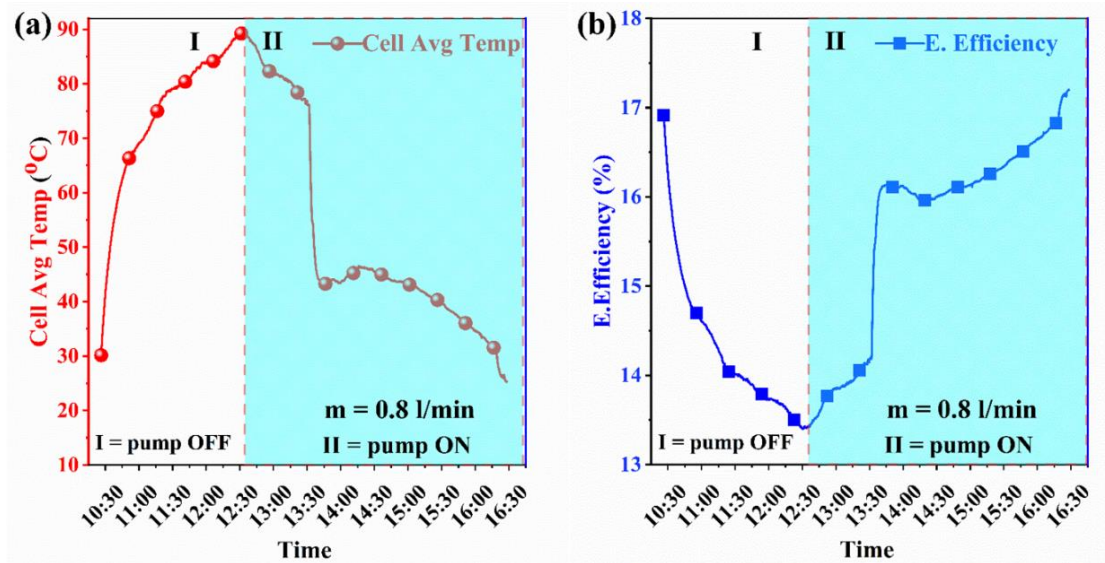 (a)
I
II
Cell Avg Temp
90
80
70
60
50
40
30
20
10
Cell Avg Temp (⁰C)
m = 0.8 l/min
I = pump OFF
II = pump ON
10:30
11:00
11:30
12:00
12:30
13:00
13:30
14:00
14:30
15:00
15:30
16:00
16:30
Time
(b)
I
II
E. Efficiency
18
17
16
15
14
13
E.Efficiency (%)
m = 0.8 l/min
I = pump OFF
II = pump ON
10:30
11:00
11:30
12:00
12:30
13:00
13:30
14:00
14:30
15:00
15:30
16:00
16:30
Time